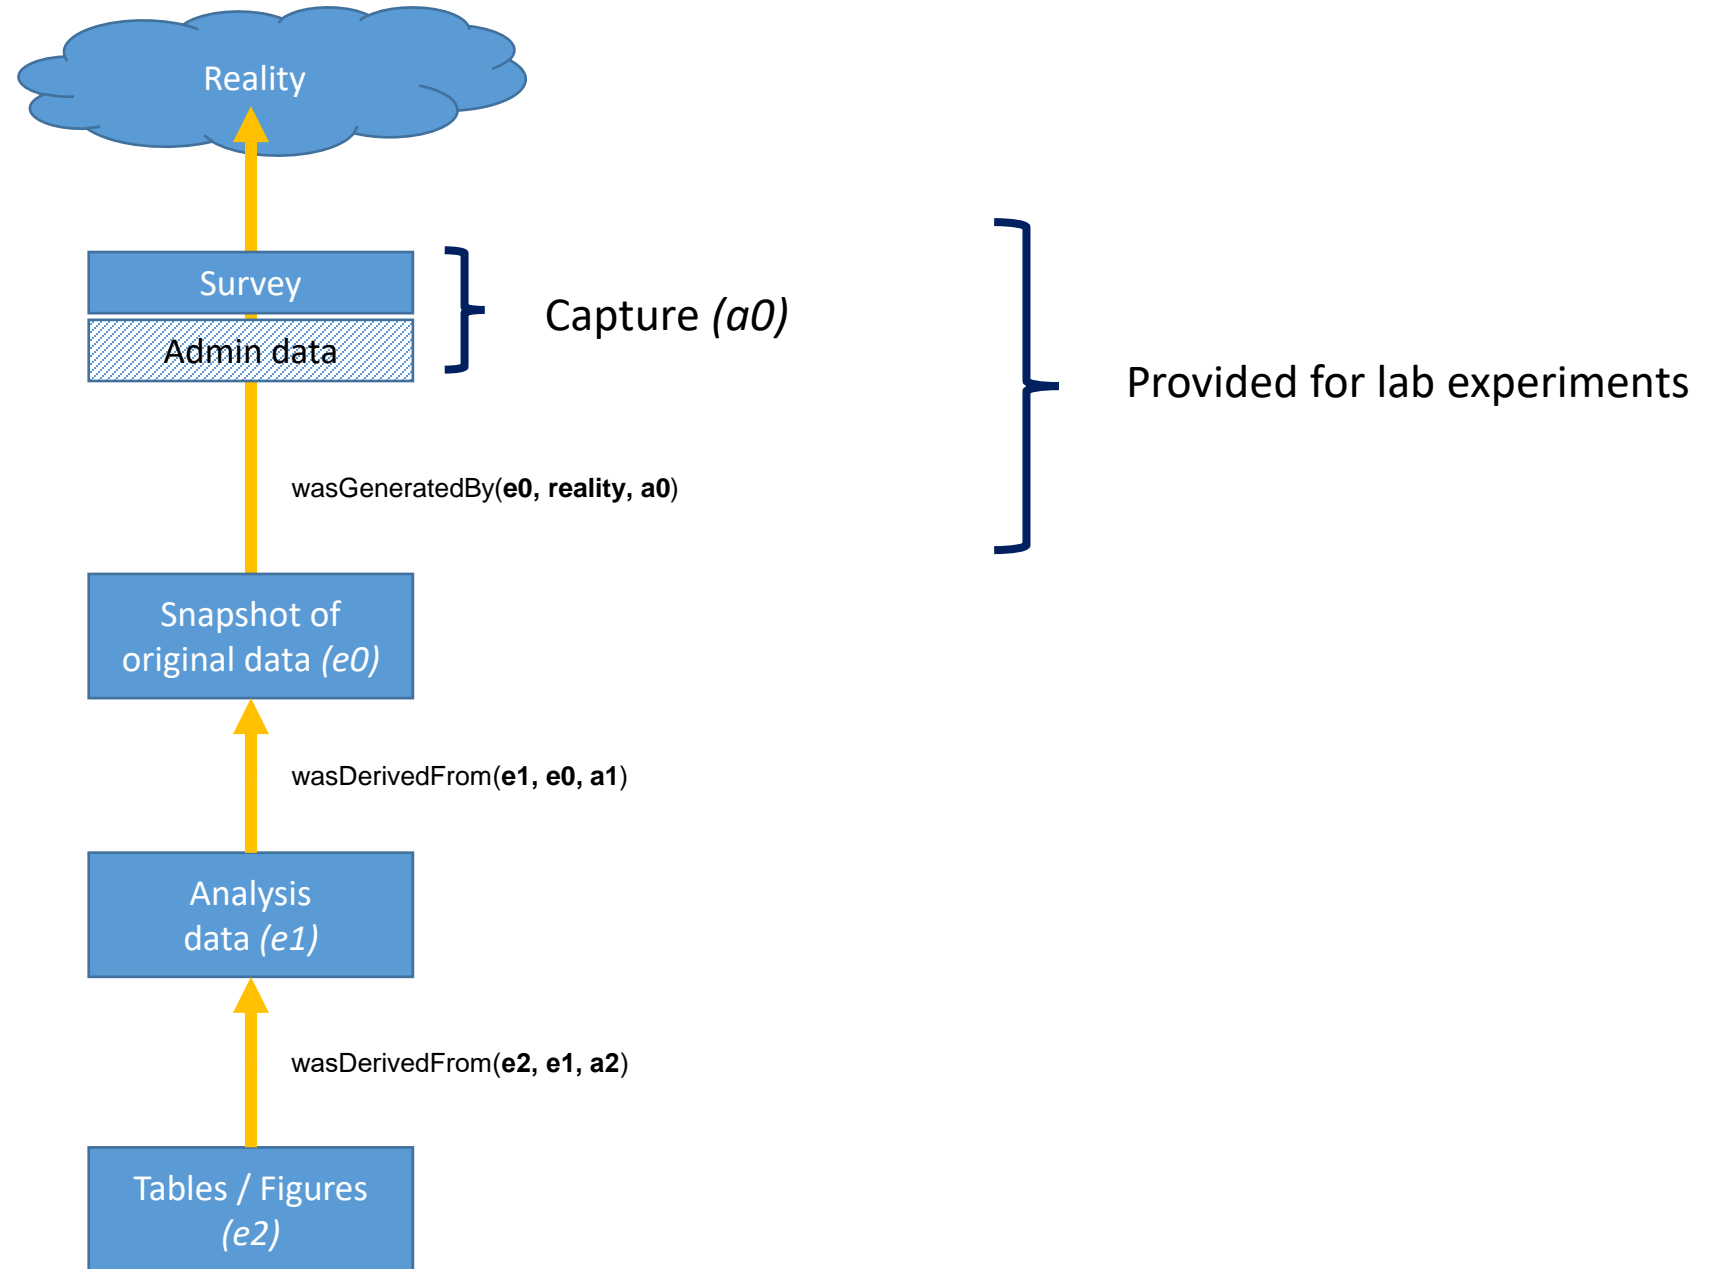 Reality
Survey
Admin data
Capture (a0)
Provided for lab experiments
wasGeneratedBy(e0, reality, a0)
Snapshot of
original data (e0)
wasDerivedFrom(e1, e0, a1)
Analysis
data (e1)
wasDerivedFrom(e2, e1, a2)
Tables / Figures
(e2)